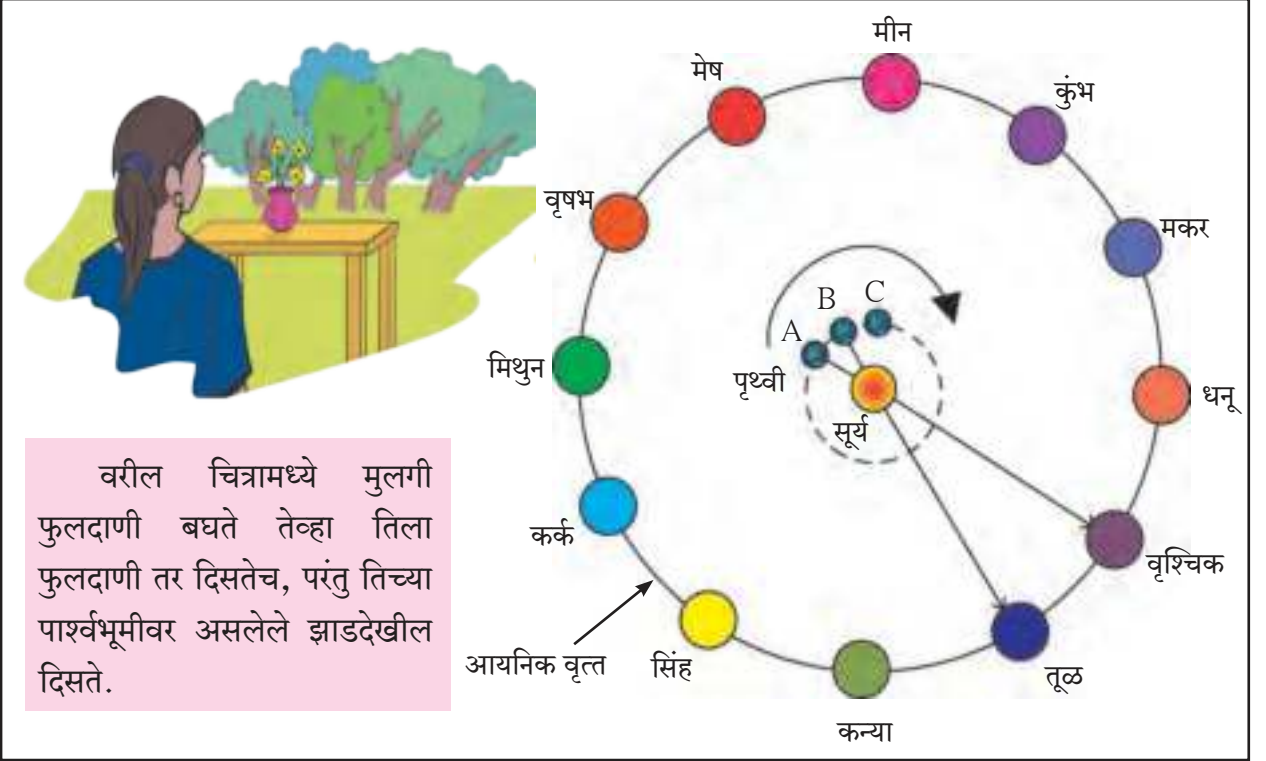 मीन
मेष
कुंभ
वृषभ
मकर
B C
A
मिथुन
पृथ्वी
धनू
सूर्य
वरील चित्रामध्ये मुलगी
फुलदाणी बघते तेव्हा तिला
फुलदाणी तर दिसतेच, परंतु तिच्या
पार्श्वभूमीवर असलेले झाडदेखील
दिसते.
कर्क
वृश्चिक
आयनिक वृत्त
सिंह
तूळ
कन्या